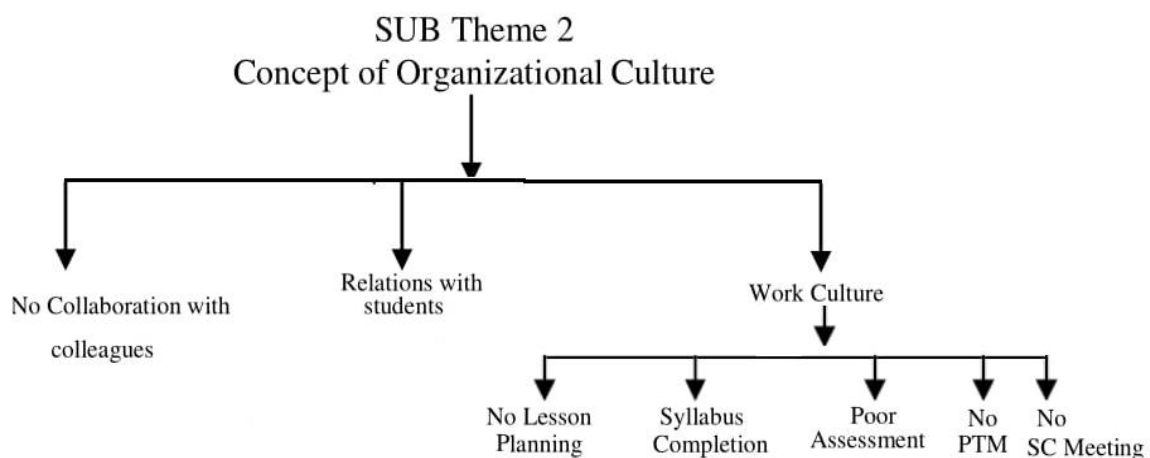 SUB Theme 2
Concept of Organizational Culture
No Collaboration with
colleagues
Relations with
students
Work Culture
No Lesson
Planning
Syllabus
Completion
Poor
Assessment
No
PTM
No
SC Meeting